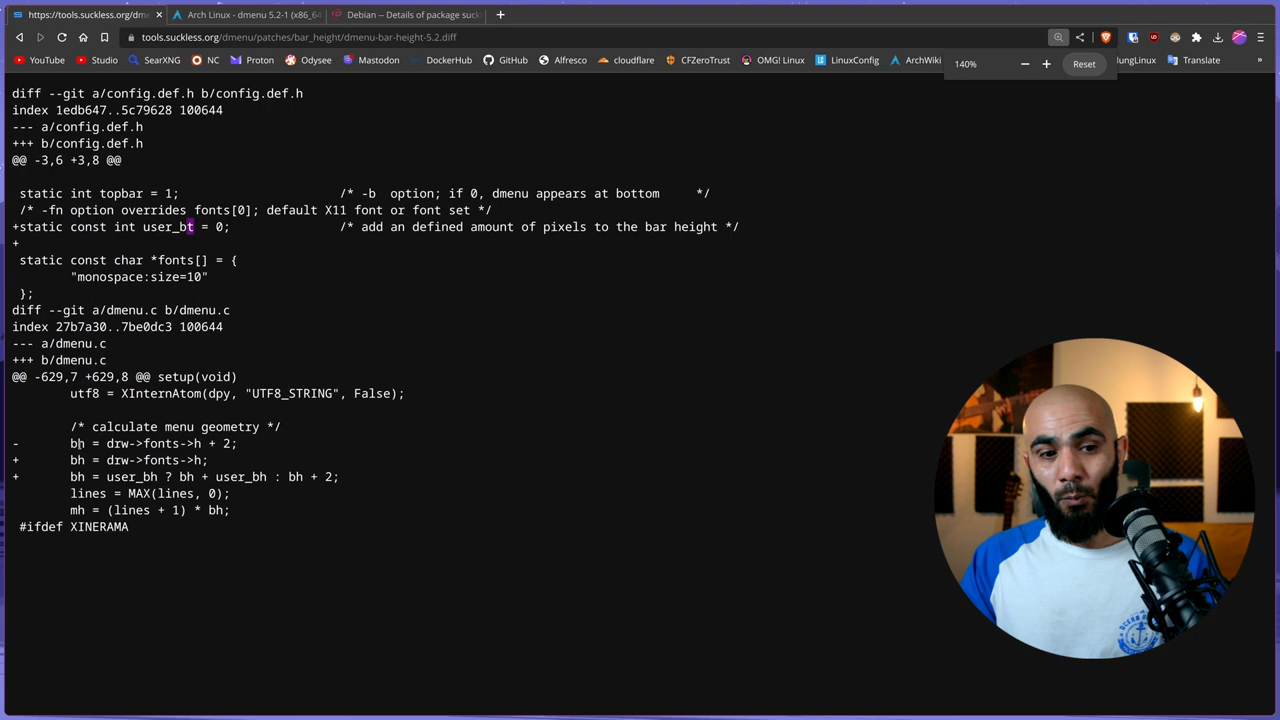 https://tools.suckless.org/dm
Arch Linux - dmenu 5.2-1 (x86_64
Debian -- Details of package suck
tools.suckless.org/dmenu/patches/bar_height/dmenu-bar-height-5.2.diff
YouTube Studio SearXNG NC Proton Odysee Mastodon DockerHub GitHub Alfresco cloudflare CFZeroTrust OMG! Linux LinuxConfig ArchWiki lungLinux Translate »
140% Reset
diff --git a/config.def.h b/config.def.h
index 1edb647..5c79628 100644
--- a/config.def.h
+++ b/config.def.h
@@ -3,6 +3,8 @@
static int topbar = 1; /* -b option; if 0, dmenu appears at bottom */
/* -fn option overrides fonts[0]; default X11 font or font set */
+static const int user_bt = 0; /* add an defined amount of pixels to the bar height */
+
static const char *fonts[] = {
"monospace:size=10"
};
diff --git a/dmenu.c b/dmenu.c
index 27b7a30..7be0dc3 100644
--- a/dmenu.c
+++ b/dmenu.c
@@ -629,7 +629,8 @@ setup(void)
utf8 = XInternAtom(dpy, "UTF8_STRING", False);
/* calculate menu geometry */
- bh = drw->fonts->h + 2;
+ bh = drw->fonts->h;
+ bh = user_bh ? bh + user_bh : bh + 2;
lines = MAX(lines, 0);
mh = (lines + 1) * bh;
#ifdef XINERAMA